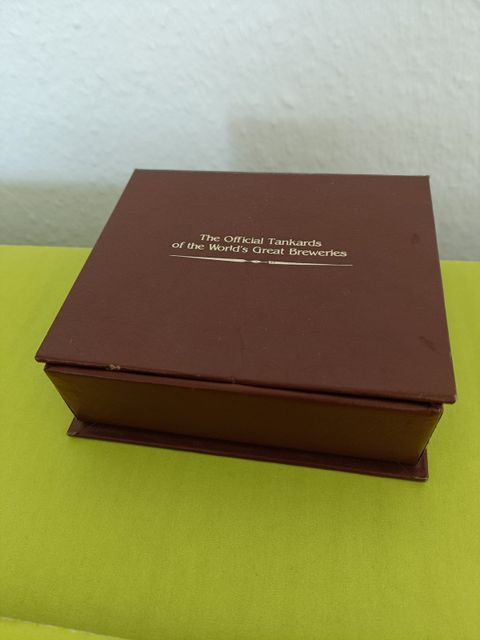 The Official Tankards
of the World's Great Breweries